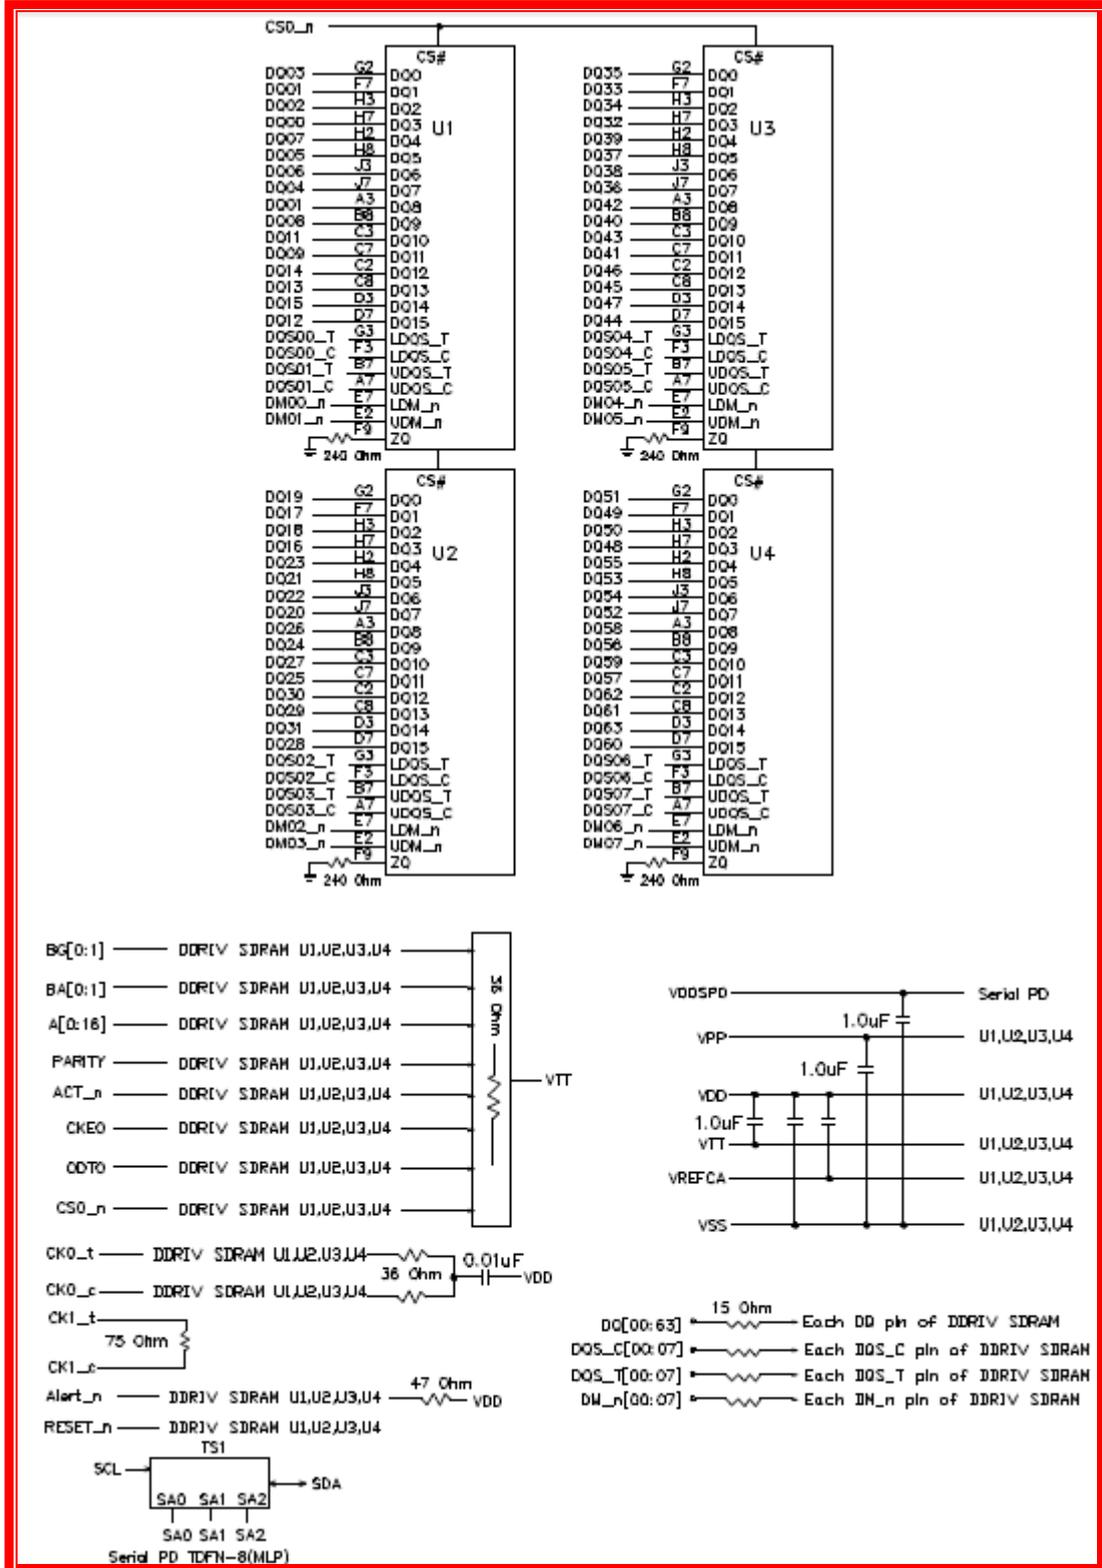 CS0_n
CS#
DQ03 G2 DQ0
DQ01 F7 DQ1
DQ02 H3 DQ2
DQ00 H7 DQ3
U1
DQ07 H2 DQ4
DQ05 H8 DQ5
DQ06 J3 DQ6
DQ04 J7 DQ7
DQ01 A3 DQ8
DQ08 B8 DQ9
DQ11 C3 DQ10
DQ09 C7 DQ11
DQ14 C2 DQ12
DQ13 C8 DQ13
DQ15 D3 DQ14
DQ12 D7 DQ15
DQS00_T G3 LDQS_T
DQS00_C F3 LDQS_C
DQS01_T B7 UDQS_T
DQS01_C A7 UDQS_C
DM00_n E7 LDM_n
DM01_n E2 UDM_n
F9 ZQ
240 Ohm
CS#
DQ35 G2 DQ0
DQ33 F7 DQ1
DQ34 H3 DQ2
DQ32 H7 DQ3
U3
DQ39 H2 DQ4
DQ37 H8 DQ5
DQ38 J3 DQ6
DQ36 J7 DQ7
DQ42 A3 DQ8
DQ40 B8 DQ9
DQ43 C3 DQ10
DQ41 C7 DQ11
DQ46 C2 DQ12
DQ45 C8 DQ13
DQ47 D3 DQ14
DQ44 D7 DQ15
DQS04_T G3 LDQS_T
DQS04_C F3 LDQS_C
DQS05_T B7 UDQS_T
DQS05_C A7 UDQS_C
DM04_n E7 LDM_n
DM05_n E2 UDM_n
F9 ZQ
240 Ohm
CS#
DQ19 G2 DQ0
DQ17 F7 DQ1
DQ18 H3 DQ2
DQ16 H7 DQ3
U2
DQ23 H2 DQ4
DQ21 H8 DQ5
DQ22 J3 DQ6
DQ20 J7 DQ7
DQ26 A3 DQ8
DQ24 B8 DQ9
DQ27 C3 DQ10
DQ25 C7 DQ11
DQ30 C2 DQ12
DQ29 C8 DQ13
DQ31 D3 DQ14
DQ28 D7 DQ15
DQS02_T G3 LDQS_T
DQS02_C F3 LDQS_C
DQS03_T B7 UDQS_T
DQS03_C A7 UDQS_C
DM02_n E7 LDM_n
DM03_n E2 UDM_n
F9 ZQ
240 Ohm
CS#
DQ51 G2 DQ0
DQ49 F7 DQ1
DQ50 H3 DQ2
DQ48 H7 DQ3
U4
DQ55 H2 DQ4
DQ53 H8 DQ5
DQ54 J3 DQ6
DQ52 J7 DQ7
DQ58 A3 DQ8
DQ56 B8 DQ9
DQ59 C3 DQ10
DQ57 C7 DQ11
DQ62 C2 DQ12
DQ61 C8 DQ13
DQ63 D3 DQ14
DQ60 D7 DQ15
DQS06_T G3 LDQS_T
DQS06_C F3 LDQS_C
DQS07_T B7 UDQS_T
DQS07_C A7 UDQS_C
DM06_n E7 LDM_n
DM07_n E2 UDM_n
F9 ZQ
240 Ohm
BG[0:1] DDRIV SDRAM U1,U2,U3,U4
BA[0:1] DDRIV SDRAM U1,U2,U3,U4
A[0:16] DDRIV SDRAM U1,U2,U3,U4
PARITY DDRIV SDRAM U1,U2,U3,U4
ACT_n DDRIV SDRAM U1,U2,U3,U4
CKE0 DDRIV SDRAM U1,U2,U3,U4
ODT0 DDRIV SDRAM U1,U2,U3,U4
CS0_n DDRIV SDRAM U1,U2,U3,U4
36 Ohm
VTT
VDDSPD Serial PD
1.0uF
VPP U1,U2,U3,U4
1.0uF
VDD U1,U2,U3,U4
1.0uF
VTT U1,U2,U3,U4
VREFCA U1,U2,U3,U4
VSS U1,U2,U3,U4
CK0_t DDRIV SDRAM U1,U2,U3,U4
36 Ohm
0.01uF
VDD
CK0_c DDRIV SDRAM U1,U2,U3,U4
CK1_t
75 Ohm
CK1_c
Alert_n DDRIV SDRAM U1,U2,U3,U4 47 Ohm VDD
RESET_n DDRIV SDRAM U1,U2,U3,U4
15 Ohm
DQ[00:63] Each DQ pin of DDRIV SDRAM
DQS_C[00:07] Each DQS_C pin of DDRIV SDRAM
DQS_T[00:07] Each DQS_T pin of DDRIV SDRAM
DM_n[00:07] Each DM_n pin of DDRIV SDRAM
TS1
SCL
SDA
SA0 SA1 SA2
SA0 SA1 SA2
Serial PD TDFN-8(MLP)